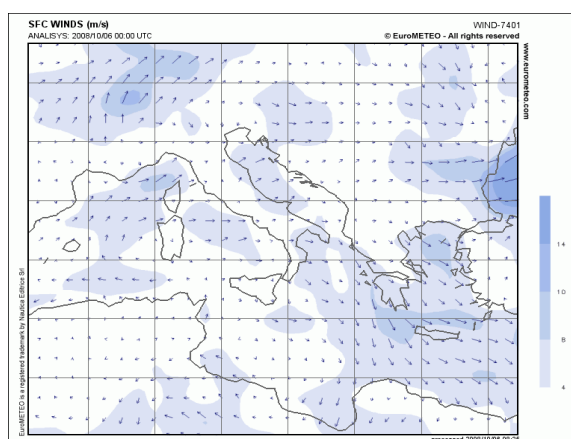 SFC WINDS (m/s)
WIND-7401
ANALISYS: 2008/10/06 00:00 UTC
© EuroMETEO - All rights reserved
www.eurometeo.com
EuroMETEO is a registered trademark by Nautica Editrice Srl
14
10
8
4